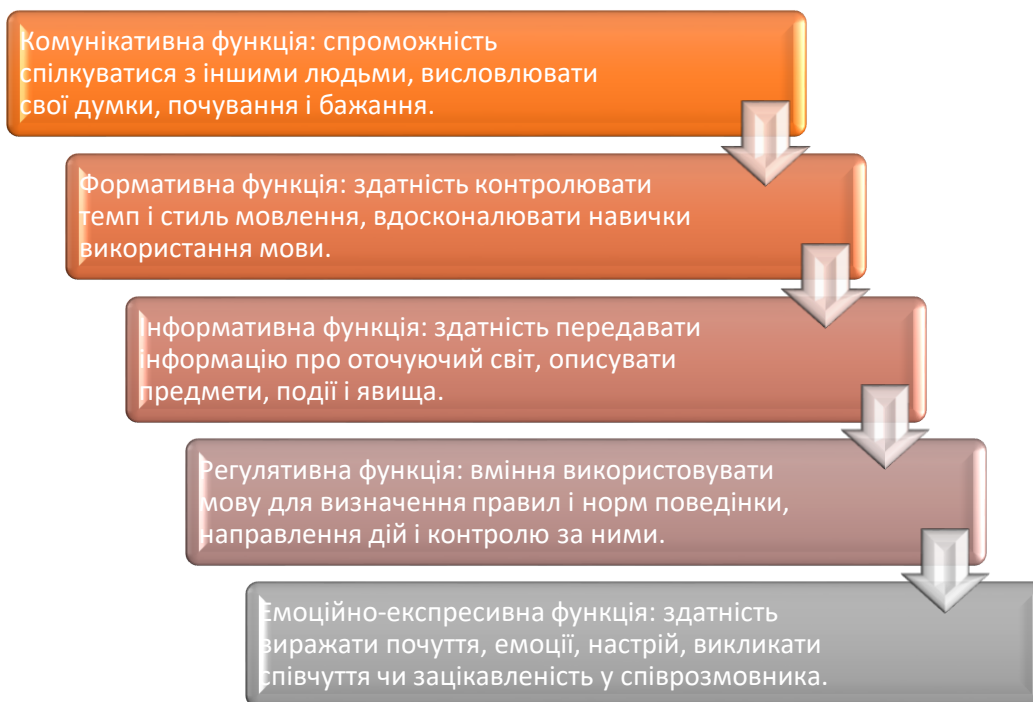 Комунікативна функція: спроможність
спілкуватися з іншими людьми, висловлювати
свої думки, почування і бажання.
Формативна функція: здатність контролювати
темп і стиль мовлення, вдосконалювати навички
використання мови.
Інформативна функція: здатність передавати
інформацію про оточуючий світ, описувати
предмети, події і явища.
Регулятивна функція: вміння використовувати
мову для визначення правил і норм поведінки,
направлення дій і контролю за ними.
Емоційно-експресивна функція: здатність
виражати почуття, емоції, настрій, викликати
співчуття чи зацікавленість у співрозмовника.